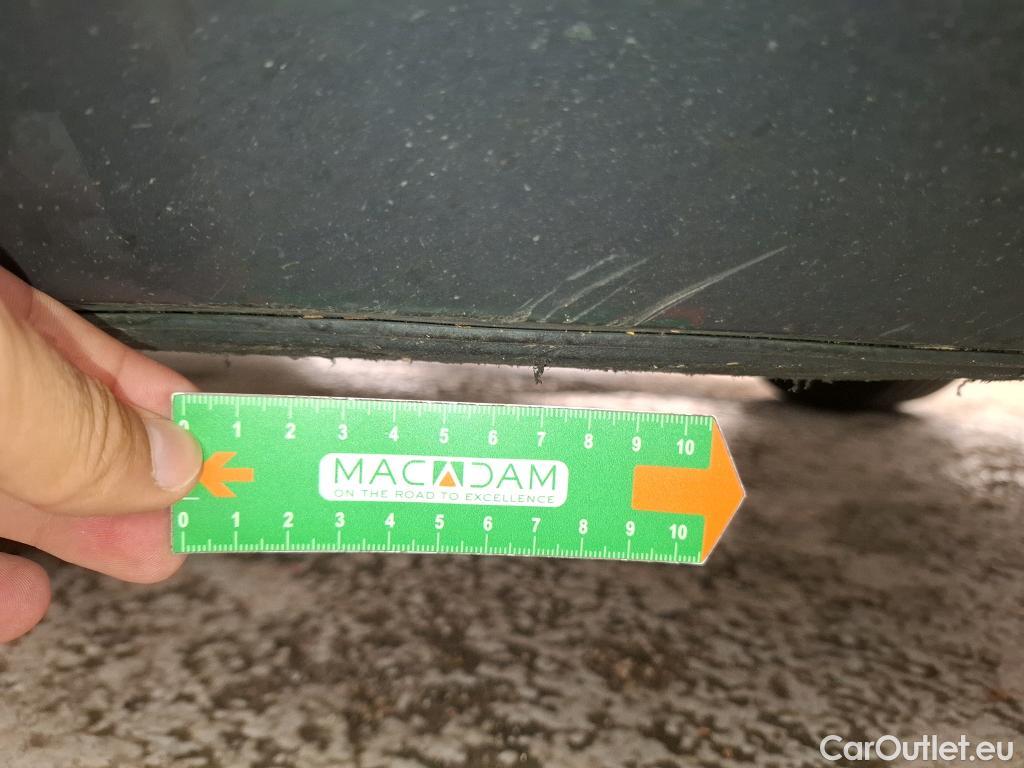 0 1 2 3 4 5 6 7 8 9 10
MACADAM
ON THE ROAD TO EXCELLENCE
0 1 2 3 4 5 6 7 8 9 10
CarOutlet.eu